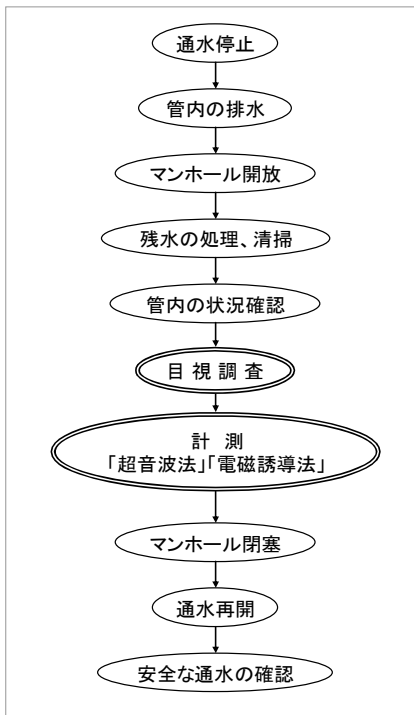 通水停止
管内の排水
マンホール開放
残水の処理、清掃
管内の状況確認
目 視 調 査
計 測
「超音波法」「電磁誘導法」
マンホール閉塞
通水再開
安全な通水の確認